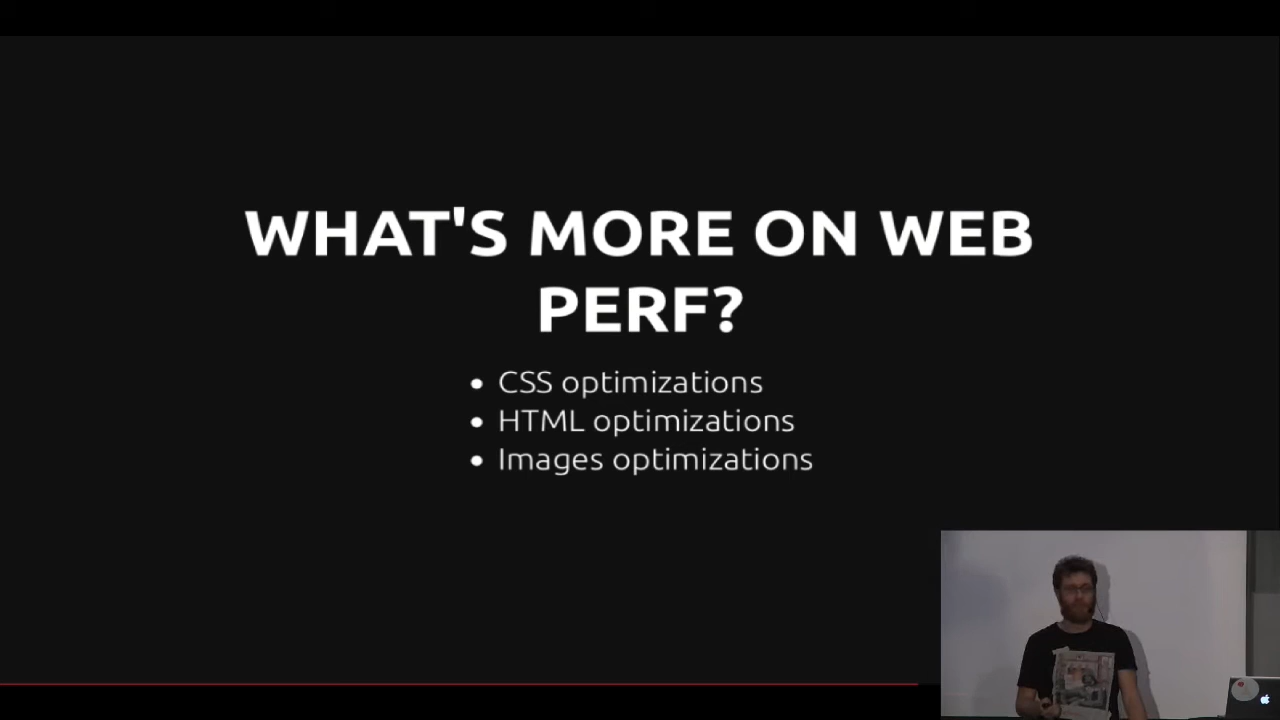 WHAT'S MORE ON WEB
PERF?
CSS optimizations
HTML optimizations
Images optimizations